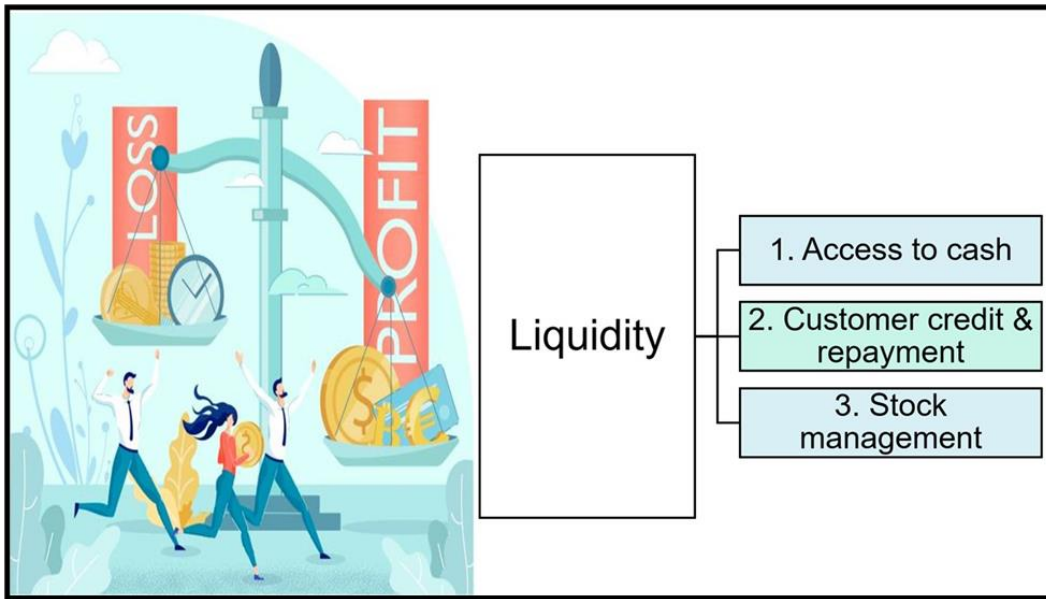 LOSS
PROFIT
Liquidity
1. Access to cash
2. Customer credit &
repayment
3. Stock
management